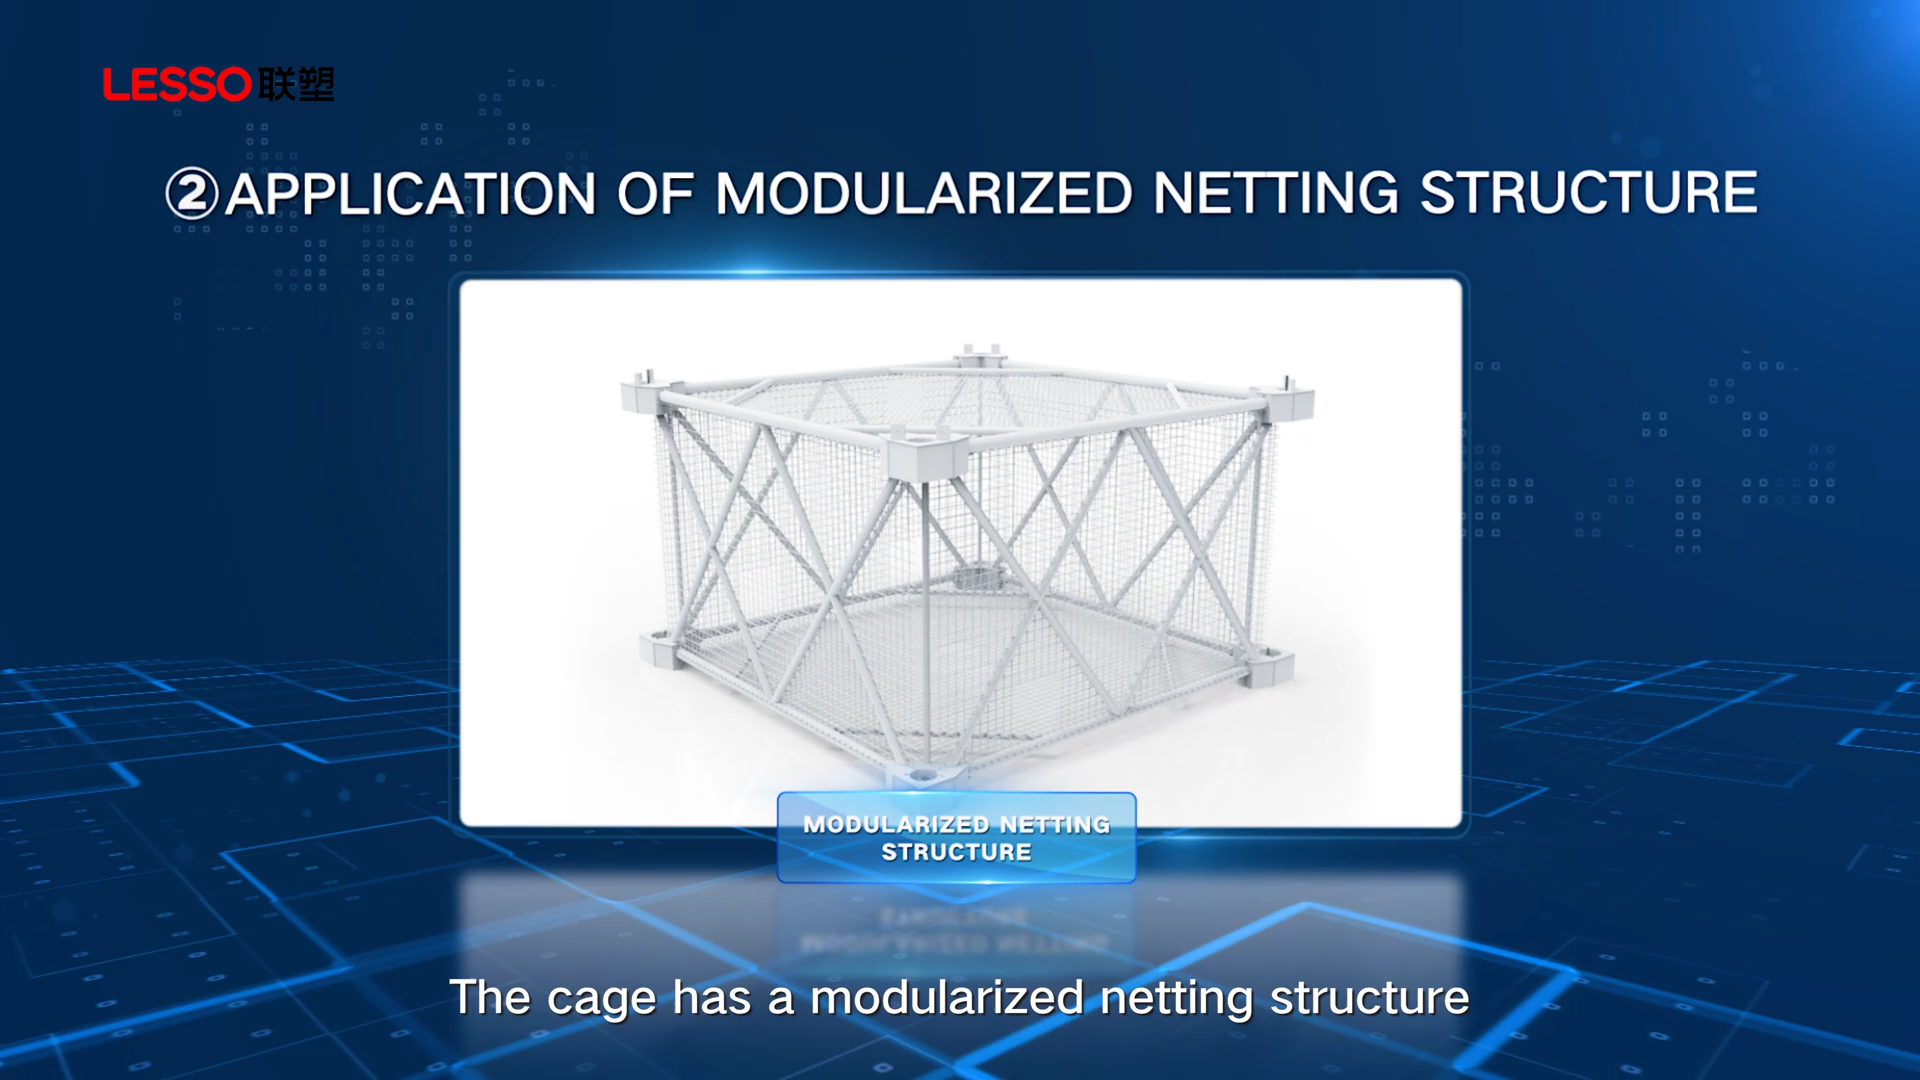 LESSO联塑
②APPLICATION OF MODULARIZED NETTING STRUCTURE
MODULARIZED NETTING
STRUCTURE
The cage has a modularized netting structure